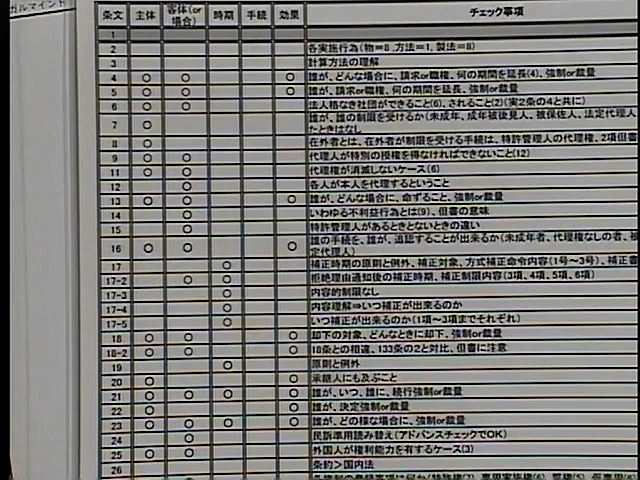 条文 主体 客体(or場合) 時期 手続 効果 チェック事項
1
2 各実施行為(物=8,方法=1,製法=8)
3 計算方法の理解
4 ○ ○ ○ 誰が、どんな場合に、請求or職権、何の期間を延長(4)、強制or裁量
5 ○ ○ ○ 誰が、請求or職権、何の期間を延長、強制or裁量
6 ○ ○ 法人格なき社団ができること(6)、されること(2)(実2条の4と共に)
7 ○ 誰が、誰の制限を受けるか(未成年、成年被後見人、被保佐人、法定代理人
たときはなし
8 ○ 在外者とは、在外者が制限を受ける手続は、特許管理人の代理権、2項但書
9 ○ ○ 代理人が特別の授権を得なければできないこと(12)
11 ○ ○ 代理権が消滅しないケース(6)
12 ○ 各人が本人を代理するということ
13 ○ ○ ○ 誰が、どんな場合に、命ずること、強制or裁量
14 ○ いわゆる不利益行為とは(9)、但書の意味
15 ○ 特許管理人があるときとないときの違い
16 ○ ○ ○ 誰の手続を、誰が、追認することが出来るか(未成年者、代理権なしの者、
定代理人)
17 ○ 補正時期の原則と例外、補正対象、方式補正命令内容(1号~3号)、補正
17-2 ○ ○ 拒絶理由通知後の補正時期、補正制限内容(3項、4項、5項、6項)
17-3 ○ 内容的制限なし
17-4 ○ 内容理解⇒いつ補正が出来るのか
17-5 ○ いつ補正が出来るのか(1項~3項までそれぞれ)
18 ○ ○ ○ 却下の対象、どんなときに却下、強制or裁量
18-2 ○ ○ ○ 18条との相違、133条の2と対比、但書に注意
19 ○ 原則と例外
20 ○ ○ 承継人にも及ぶこと
21 ○ ○ ○ ○ 誰が、いつ、誰に、続行強制or裁量
22 ○ ○ 誰が、決定強制or裁量
23 ○ ○ ○ ○ 誰が、どの様な場合に、強制or裁量
24 ○ 民訴準用読み替え(アドバンスチェックでOK)
25 ○ ○ 外国人が権利能力を有するケース(3)
26 条約>国内法